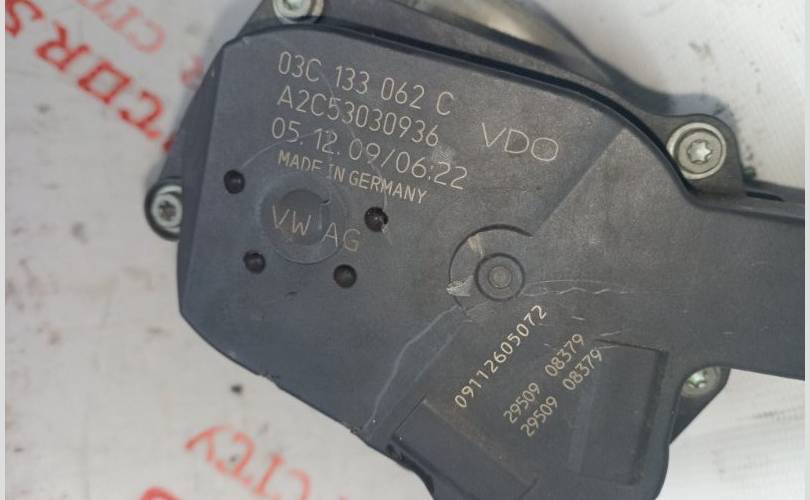 03C 133 062 C
A2C53030936
05.12.09/06:22
VDO
MADE IN GERMANY
VW AG
09112605072
29509 08379
29509 08379
CITY